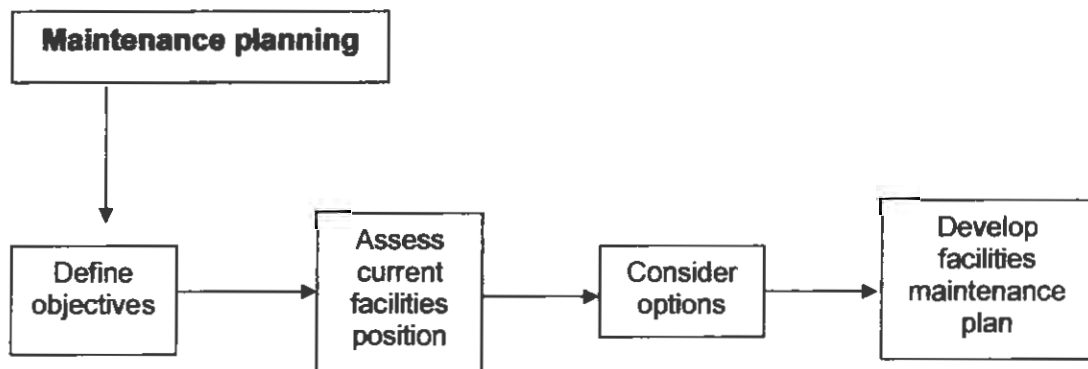 Maintenance planning
Define
objectives
Assess
current
facilities
position
Consider
options
Develop
facilities
maintenance
plan